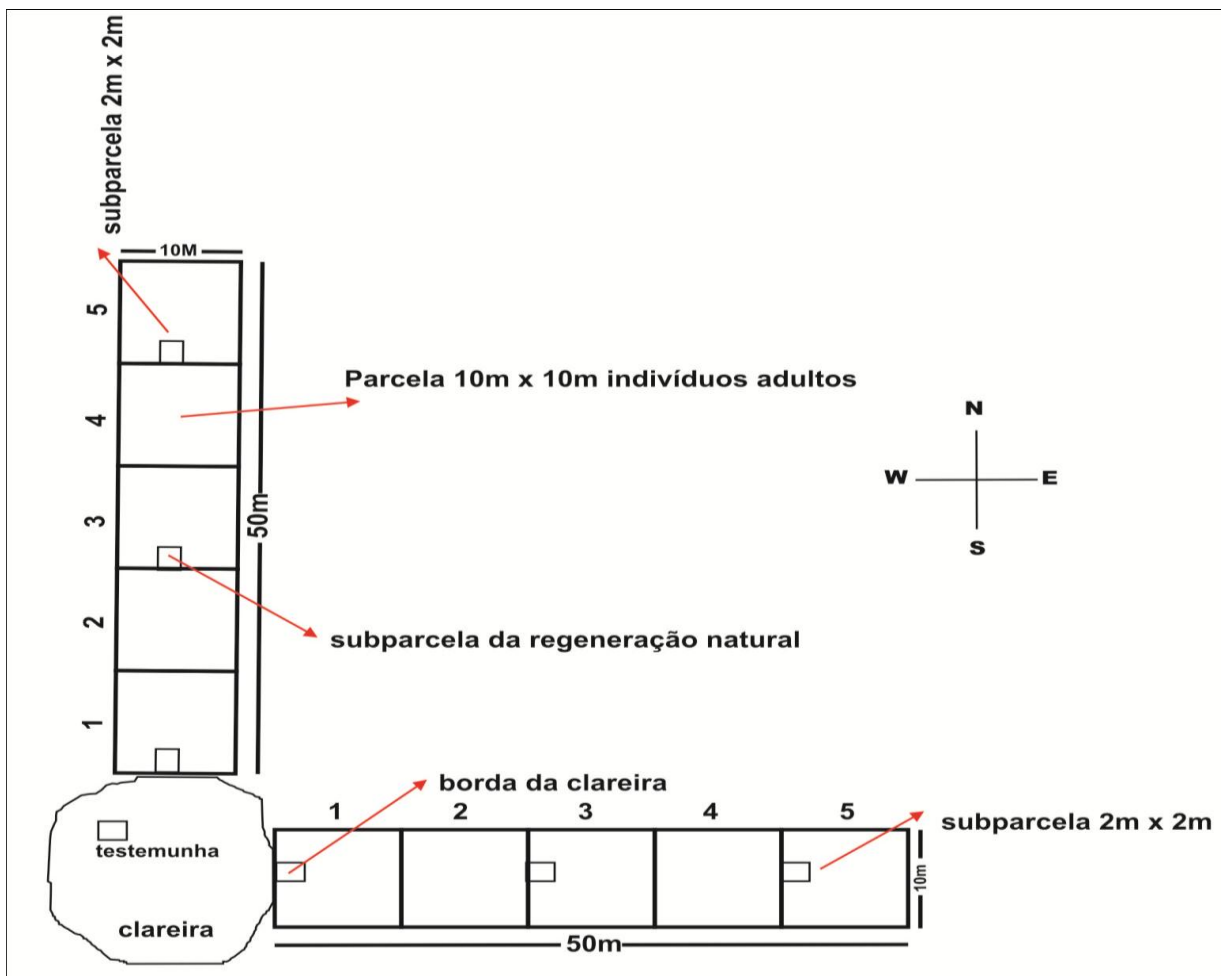 subparcela 2m x 2m
10M
5
4
3
2
1
50m
Parcela 10m x 10m indivíduos adultos
N
W
E
S
subparcela da regeneração natural
borda da clareira
1
2
3
4
5
subparcela 2m x 2m
10m
50m
testemunha
clareira